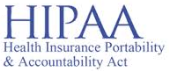 HIPAA
Health Insurance Portability
& Accountability Act